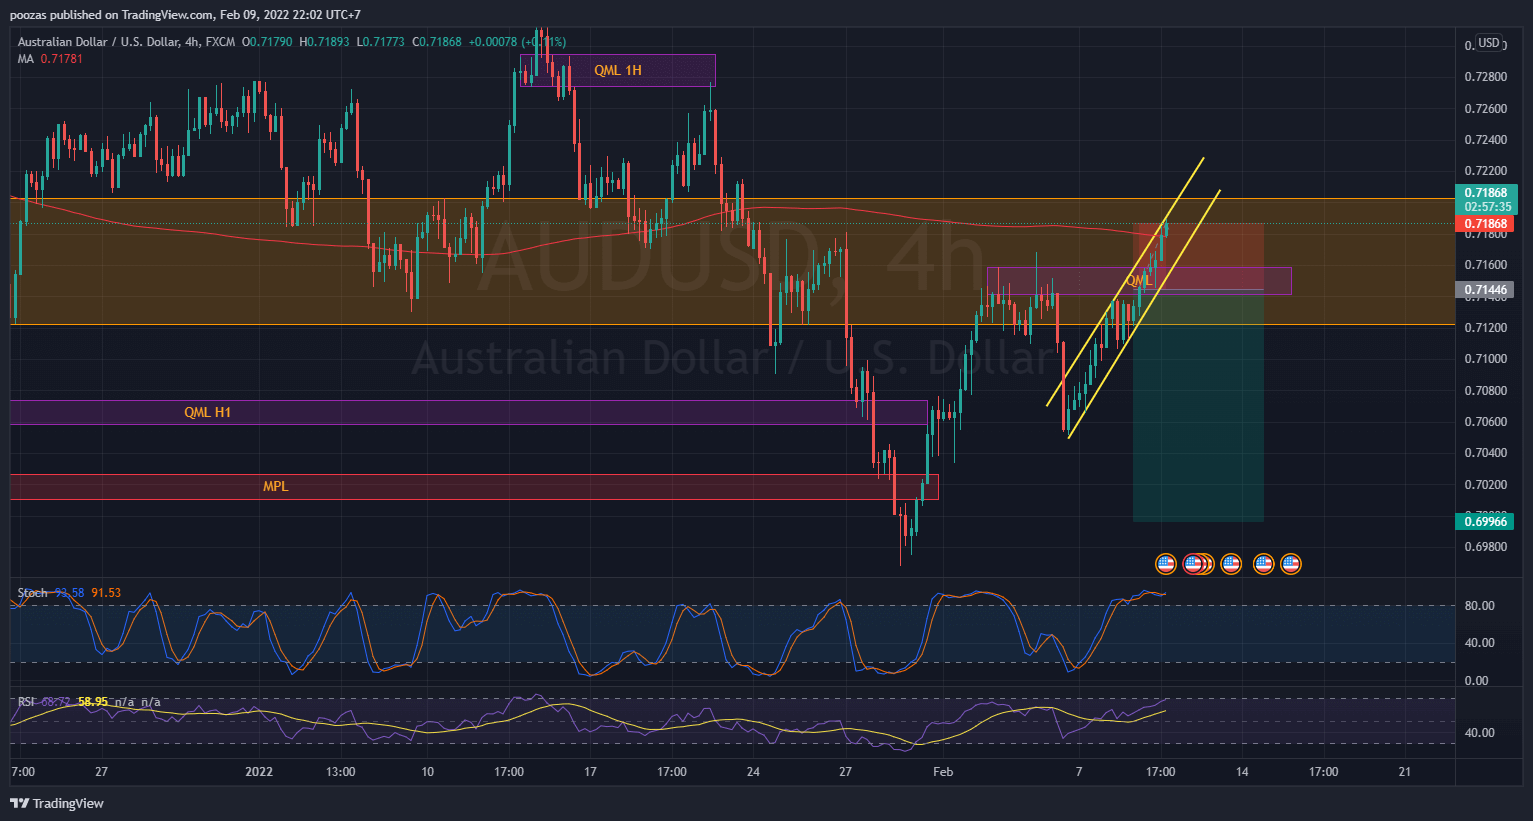 poozas published on TradingView.com, Feb 09, 2022 22:02 UTC+7
Australian Dollar / U.S. Dollar, 4h, FXCM O0.71790 H0.71893 L0.71773 C0.71868 +0.00078 (+0.11%)
MA 0.71781
USD
QML 1H
0.72800
0.72600
0.72400
0.72200
0.71868
02:57:35
0.71868
0.71800
AUDUSD, 4h
0.71600
QML
0.71446
0.71200
Australian Dollar / U.S. Dollar
0.71000
0.70800
QML H1
0.70600
0.70400
MPL
0.70200
0.69966
0.69800
Stoch 93.58 91.53
80.00
40.00
0.00
RSI 68.72 58.95 n/a n/a
40.00
7:00 27 2022 13:00 10 17:00 17 17:00 24 27 Feb 7 17:00 14 17:00 21
TradingView